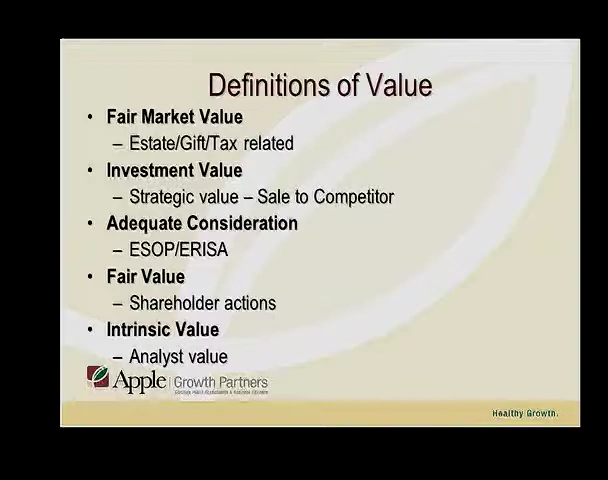 Definitions of Value
• Fair Market Value
– Estate/Gift/Tax related
• Investment Value
– Strategic value – Sale to Competitor
• Adequate Consideration
– ESOP/ERISA
• Fair Value
– Shareholder actions
• Intrinsic Value
– Analyst value
Apple | Growth Partners
Healthy Growth.